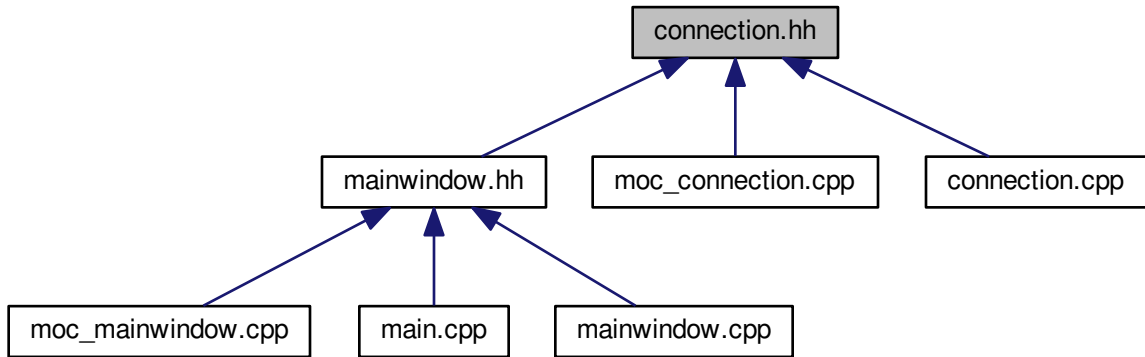 connection.hh
mainwindow.hh
moc_connection.cpp
connection.cpp
moc_mainwindow.cpp
main.cpp
mainwindow.cpp